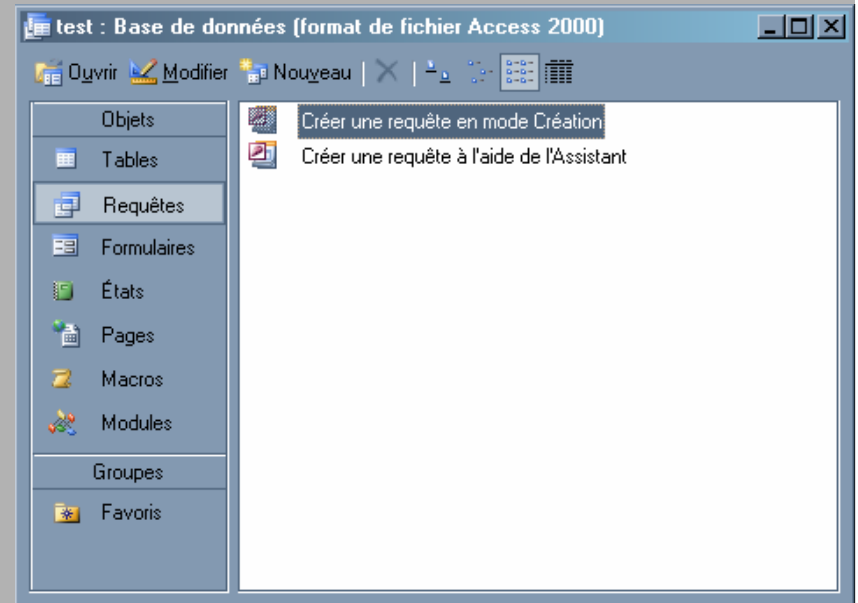 test : Base de données (format de fichier Access 2000)
Ouvrir Modifier Nouveau
Objets
Tables
Requêtes
Formulaires
États
Pages
Macros
Modules
Groupes
Favoris
Créer une requête en mode Création
Créer une requête à l'aide de l'Assistant